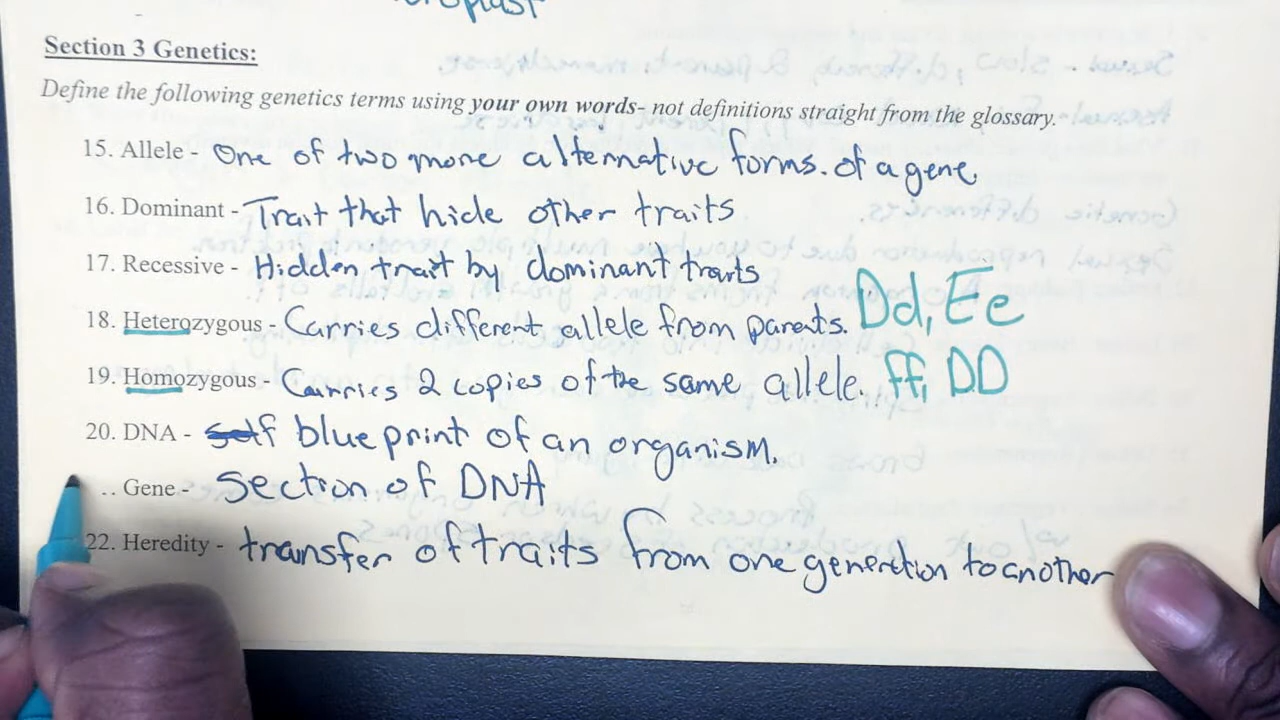 Section 3 Genetics:
Define the following genetics terms using your own words- not definitions straight from the glossary.
15. Allele - One of two more alternative forms. of a gene.
16. Dominant - Trait that hide other traits
17. Recessive - Hidden trait by dominant traits
18. Heterozygous - Carries different allele from parents. Dd, Ee
19. Homozygous - Carries 2 copies of the same allele. ff, DD
20. DNA - blue print of an organism.
Gene - Section of DNA
22. Heredity - transfer of traits from one generation to another